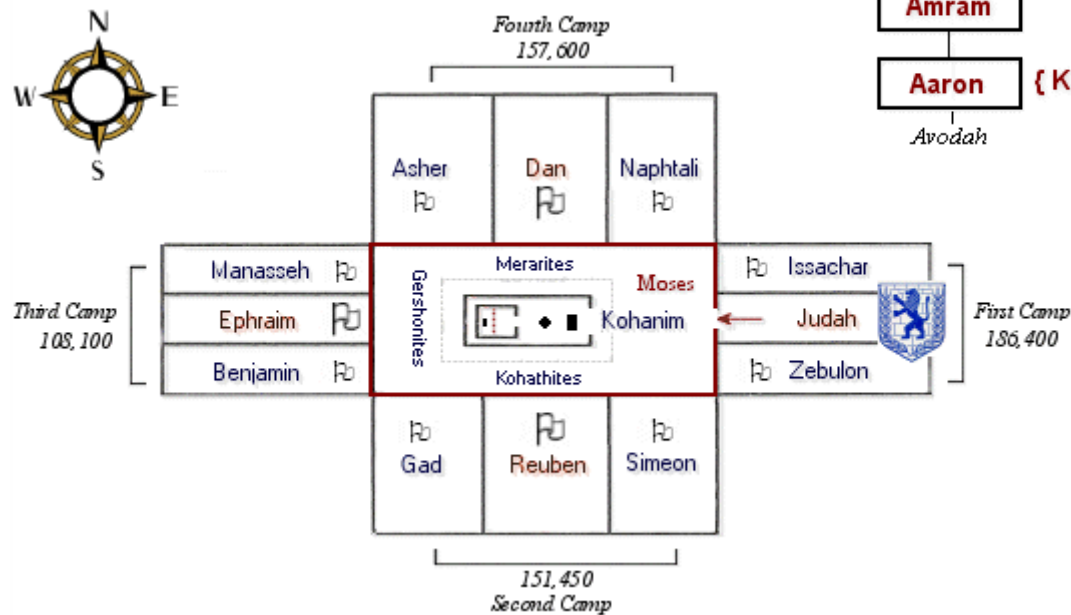 N
W E
S
Fourth Camp
157,600
Amram
Aaron { K
Avodah
Asher Dan Naphtali
Manasseh
Ephraim
Benjamin
Third Camp
108,100
Gershonites
Merarites
Moses
Kohanim
Kohathites
Issachar
Judah
Zebulon
First Camp
186,400
Gad Reuben Simeon
151,450
Second Camp